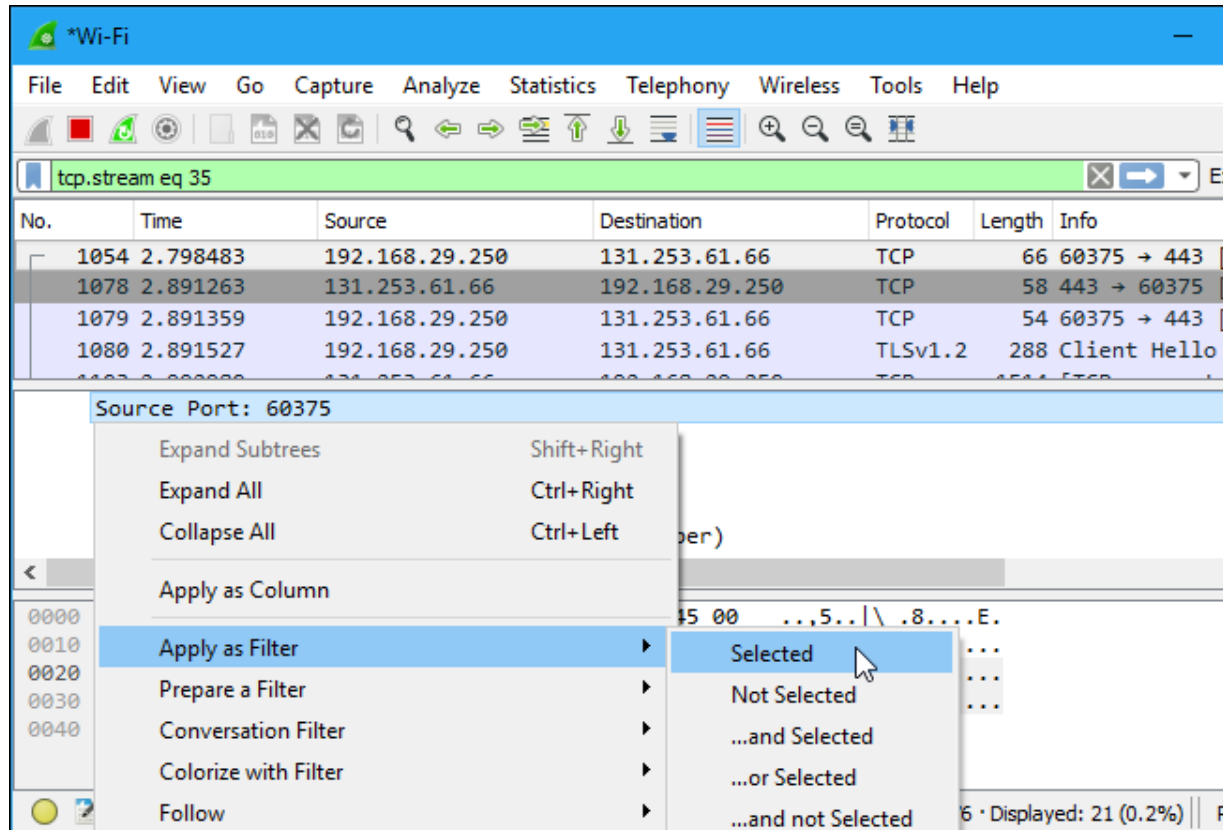 *Wi-Fi
File Edit View Go Capture Analyze Statistics Telephony Wireless Tools Help
tcp.stream eq 35
No. Time Source Destination Protocol Length Info
1054 2.798483 192.168.29.250 131.253.61.66 TCP 66 60375 → 443 [
1078 2.891263 131.253.61.66 192.168.29.250 TCP 58 443 → 60375 [
1079 2.891359 192.168.29.250 131.253.61.66 TCP 54 60375 → 443 [
1080 2.891527 192.168.29.250 131.253.61.66 TLSv1.2 288 Client Hello
Source Port: 60375
Expand Subtrees Shift+Right
Expand All Ctrl+Right
Collapse All Ctrl+Left
Apply as Column
0000 45 00 ..,5..|\ .8....E.
0010 ...
0020 Apply as Filter Selected ...
0030 Prepare a Filter Not Selected ...
0040 Conversation Filter ...and Selected
Colorize with Filter ...or Selected
Follow ...and not Selected
Displayed: 21 (0.2%)